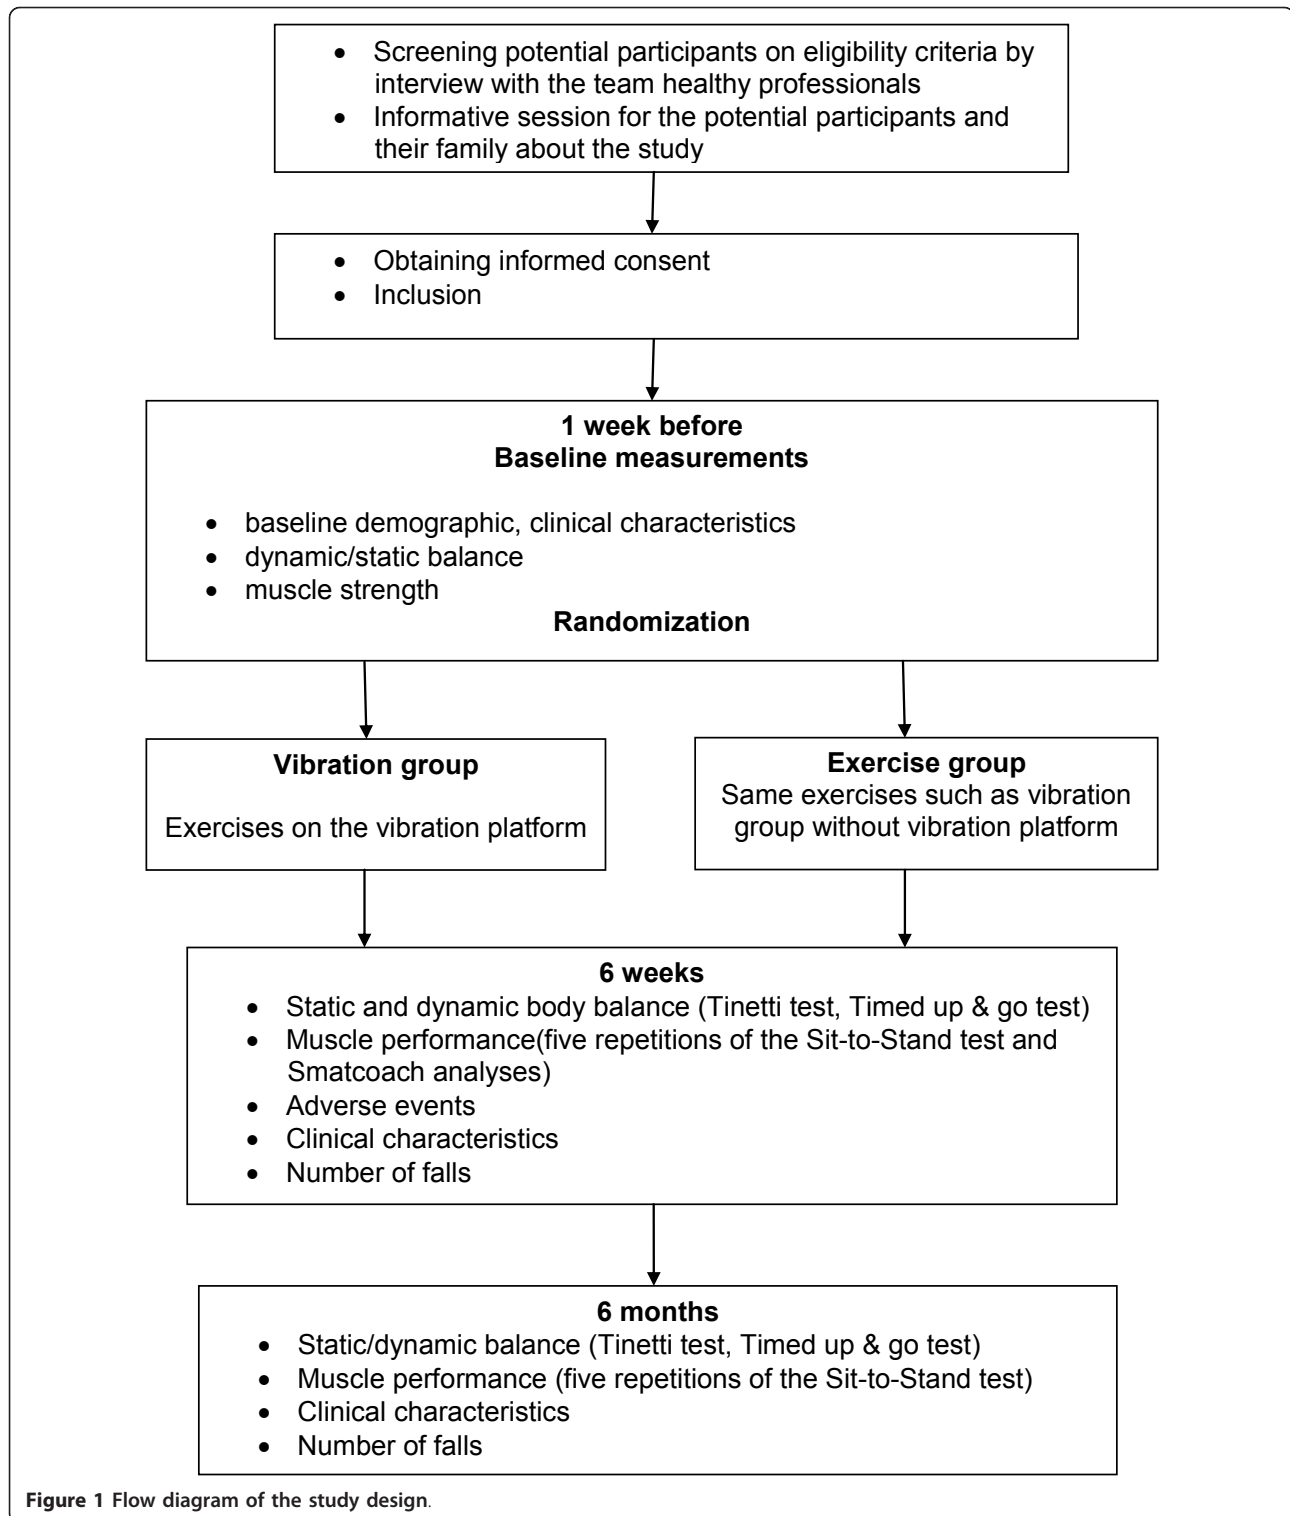 • Screening potential participants on eligibility criteria by
interview with the team healthy professionals
• Informative session for the potential participants and
their family about the study
• Obtaining informed consent
• Inclusion
1 week before
Baseline measurements
• baseline demographic, clinical characteristics
• dynamic/static balance
• muscle strength
Randomization
Vibration group
Exercises on the vibration platform
Exercise group
Same exercises such as vibration
group without vibration platform
6 weeks
• Static and dynamic body balance (Tinetti test, Timed up & go test)
• Muscle performance(five repetitions of the Sit-to-Stand test and
Smatcoach analyses)
• Adverse events
• Clinical characteristics
• Number of falls
6 months
• Static/dynamic balance (Tinetti test, Timed up & go test)
• Muscle performance (five repetitions of the Sit-to-Stand test)
• Clinical characteristics
• Number of falls
Figure 1 Flow diagram of the study design.